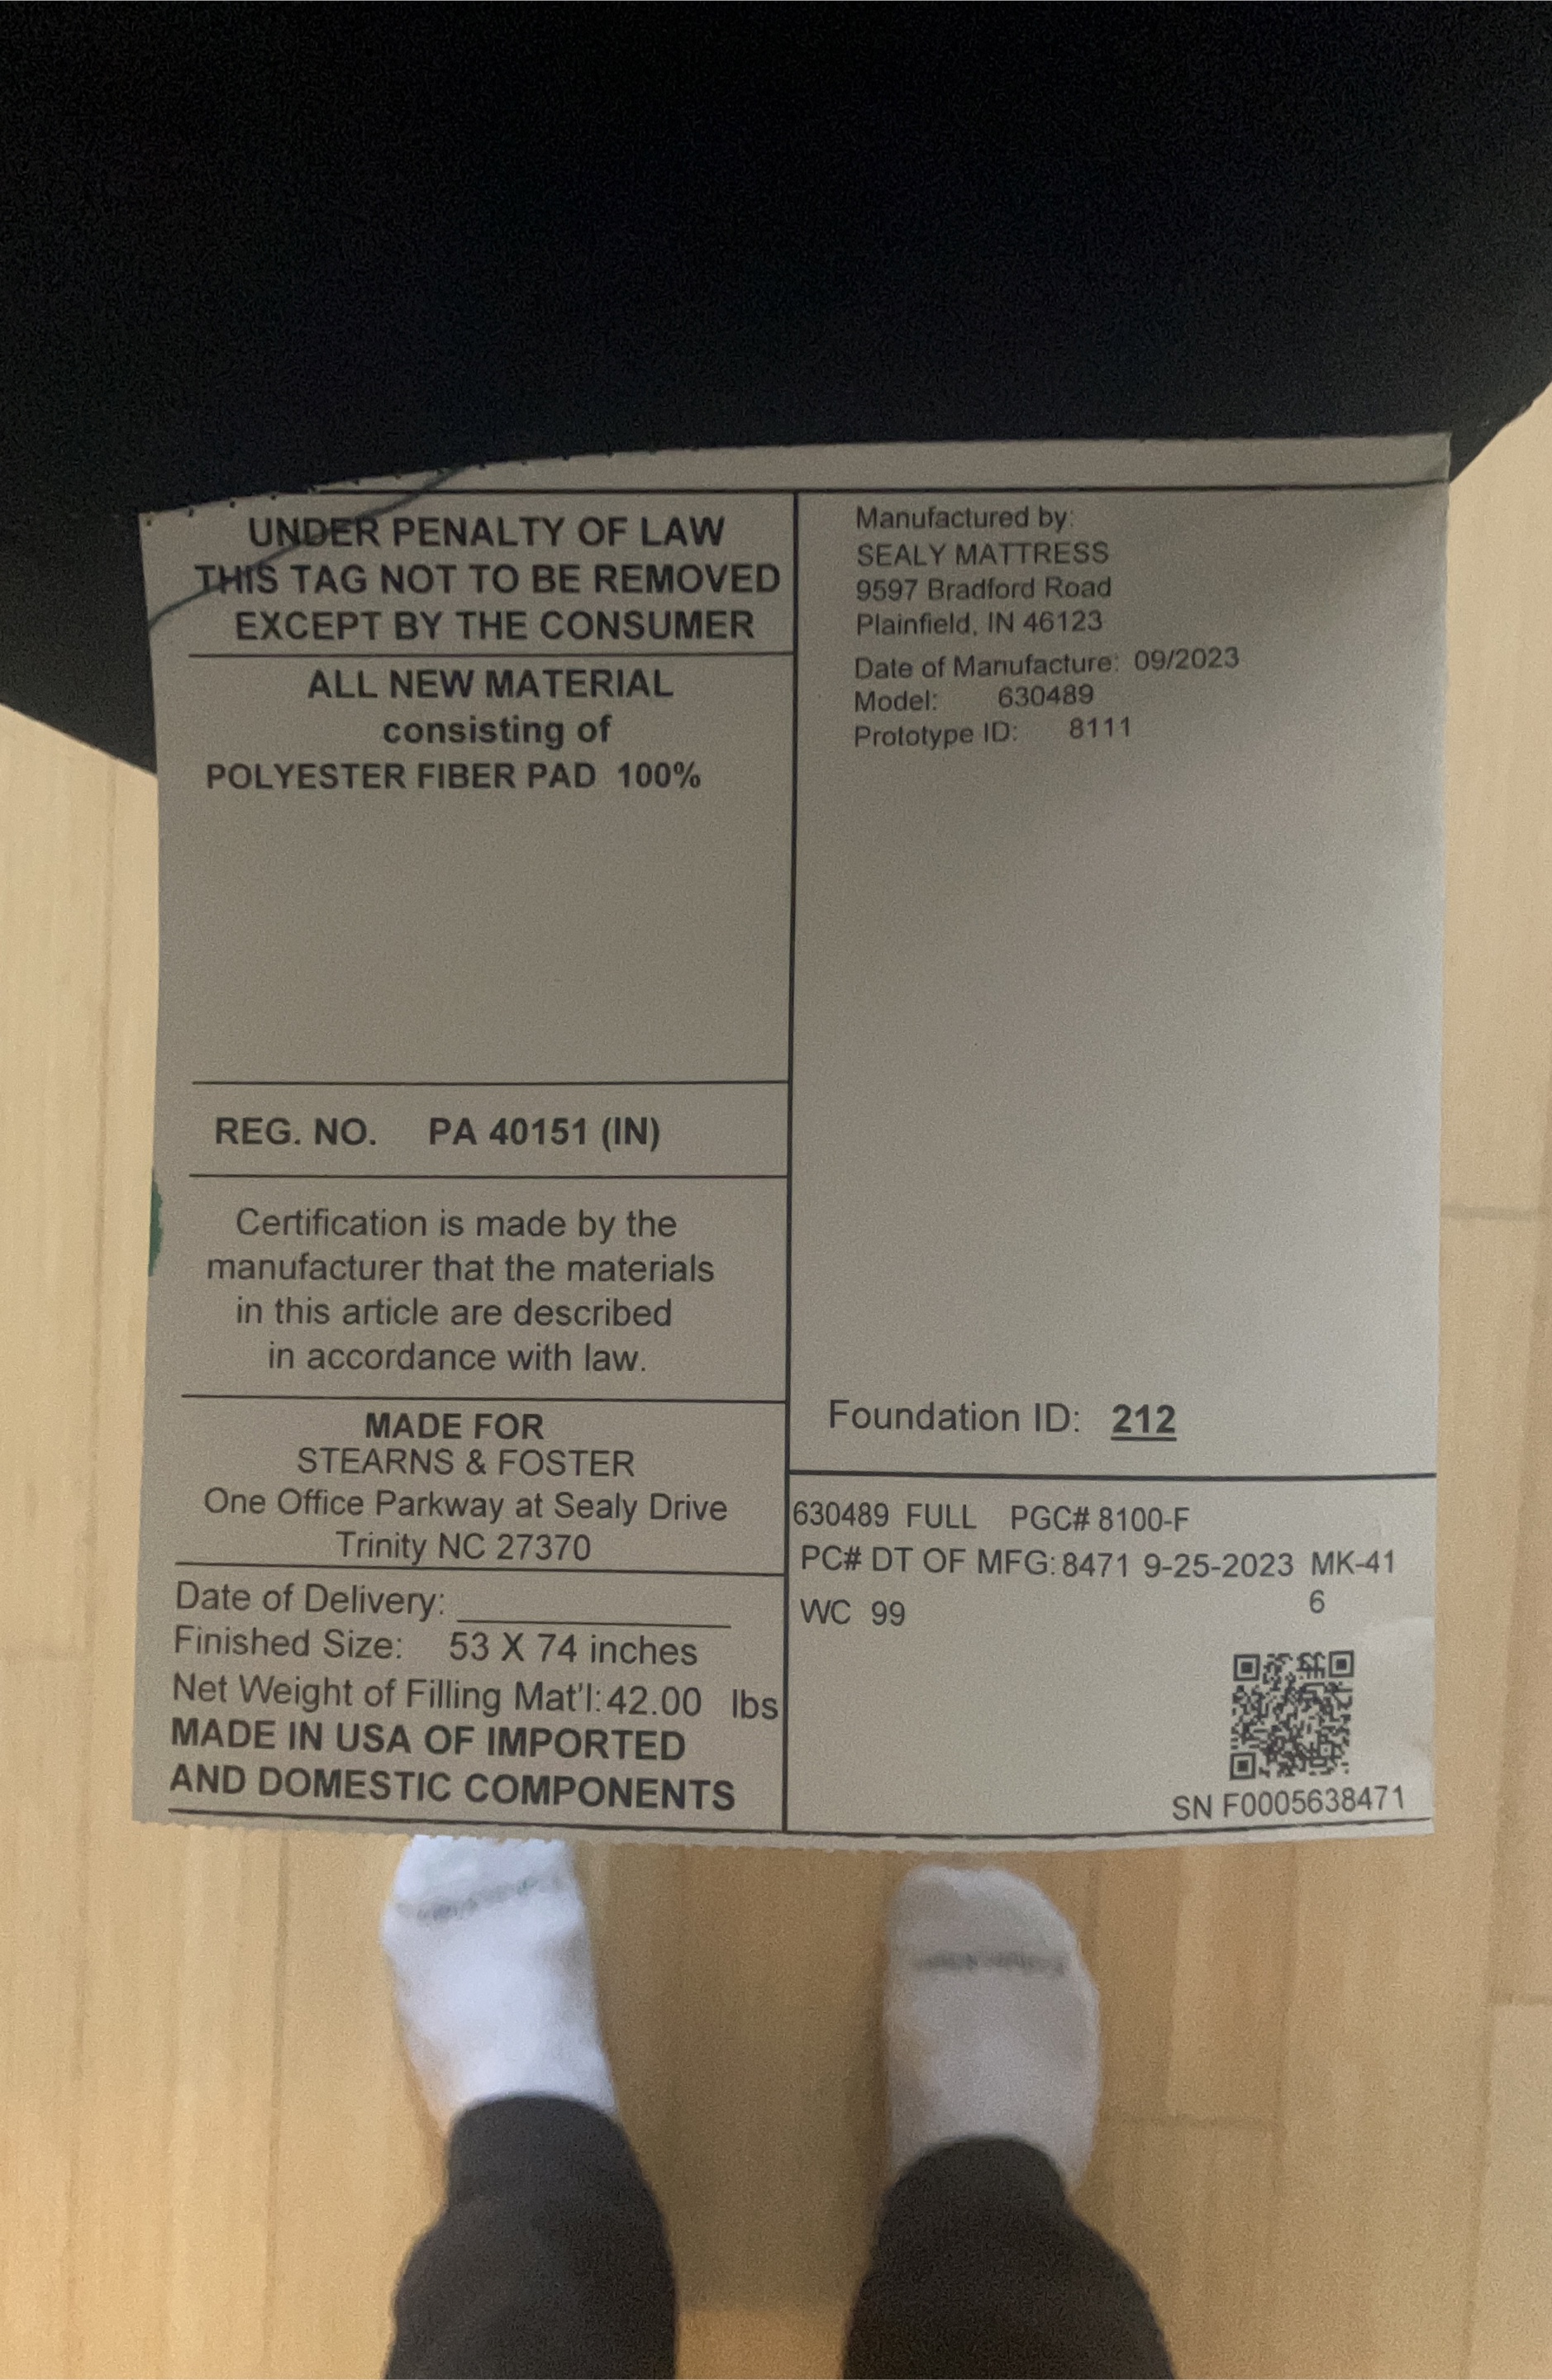 UNDER PENALTY OF LAW
THIS TAG NOT TO BE REMOVED
EXCEPT BY THE CONSUMER
ALL NEW MATERIAL
consisting of
POLYESTER FIBER PAD 100%
REG. NO. PA 40151 (IN)
Certification is made by the
manufacturer that the materials
in this article are described
in accordance with law.
MADE FOR
STEARNS & FOSTER
One Office Parkway at Sealy Drive
Trinity NC 27370
Date of Delivery:
Finished Size: 53 X 74 inches
Net Weight of Filling Mat'l: 42.00 lbs
MADE IN USA OF IMPORTED
AND DOMESTIC COMPONENTS
Manufactured by:
SEALY MATTRESS
9597 Bradford Road
Plainfield, IN 46123
Date of Manufacture: 09/2023
Model: 630489
Prototype ID: 8111
Foundation ID: 212
630489 FULL PGC# 8100-F
PC# DT OF MFG: 8471 9-25-2023 MK-41
6
WC 99
SN F0005638471